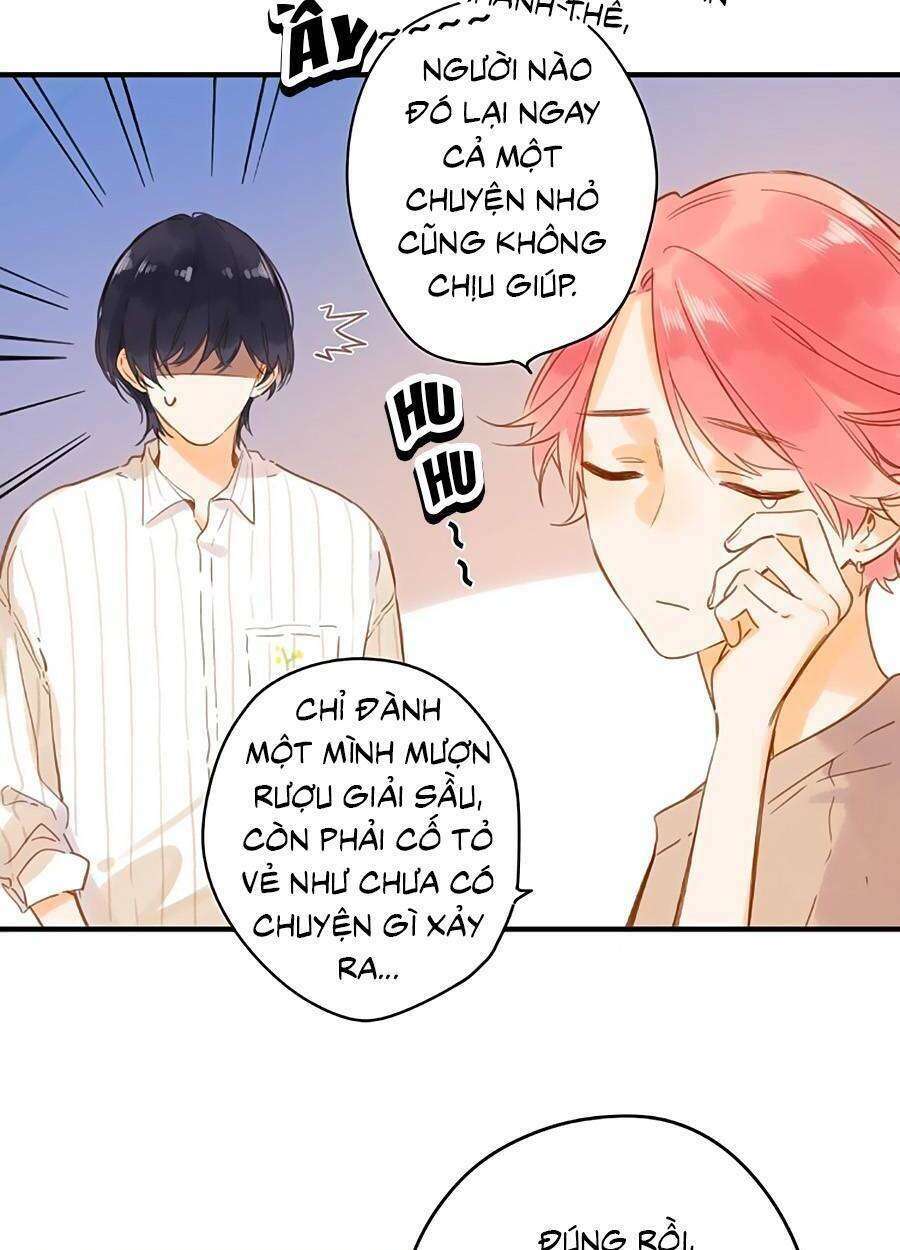 THẾ,
ÂY~~~~
NGƯỜI NÀO
ĐÓ LẠI NGAY
CẢ MỘT
CHUYỆN NHỎ
CŨNG KHÔNG
CHỊU GIÚP.
HU
HU~~
CHỈ ĐÀNH
MỘT MÌNH MƯỢN
RƯỢU GIẢI SẦU,
CÒN PHẢI CỐ TỎ
VẺ NHƯ CHƯA CÓ
CHUYỆN GÌ XẢY
RA...
ĐÚNG RỒI,